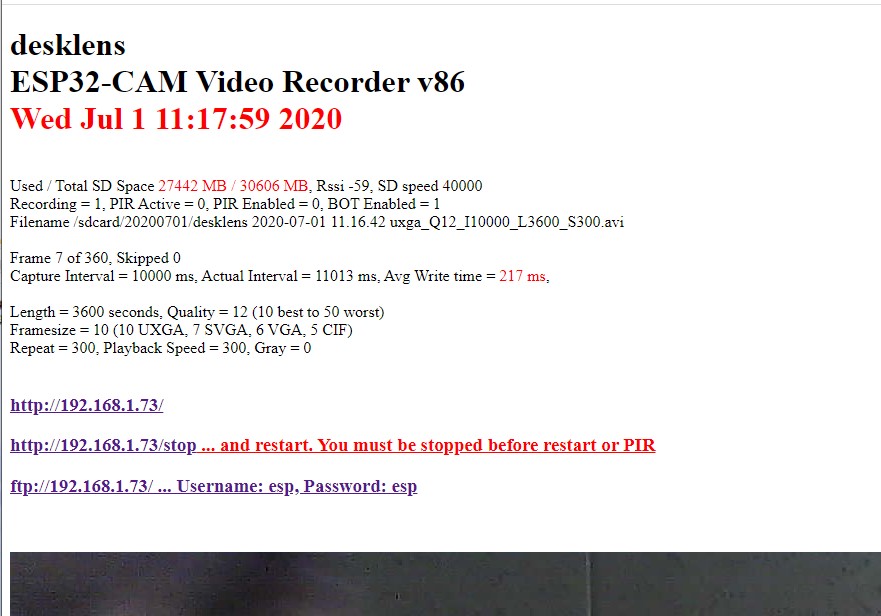 desklens
ESP32-CAM Video Recorder v86
Wed Jul 1 11:17:59 2020
Used / Total SD Space 27442 MB / 30606 MB, Rssi -59, SD speed 40000
Recording = 1, PIR Active = 0, PIR Enabled = 0, BOT Enabled = 1
Filename /sdcard/20200701/desklens 2020-07-01 11.16.42 uxga_Q12_I10000_L3600_S300.avi
Frame 7 of 360, Skipped 0
Capture Interval = 10000 ms, Actual Interval = 11013 ms, Avg Write time = 217 ms,
Length = 3600 seconds, Quality = 12 (10 best to 50 worst)
Framesize = 10 (10 UXGA, 7 SVGA, 6 VGA, 5 CIF)
Repeat = 300, Playback Speed = 300, Gray = 0
http://192.168.1.73/
http://192.168.1.73/stop ... and restart. You must be stopped before restart or PIR
ftp://192.168.1.73/ ... Username: esp, Password: esp